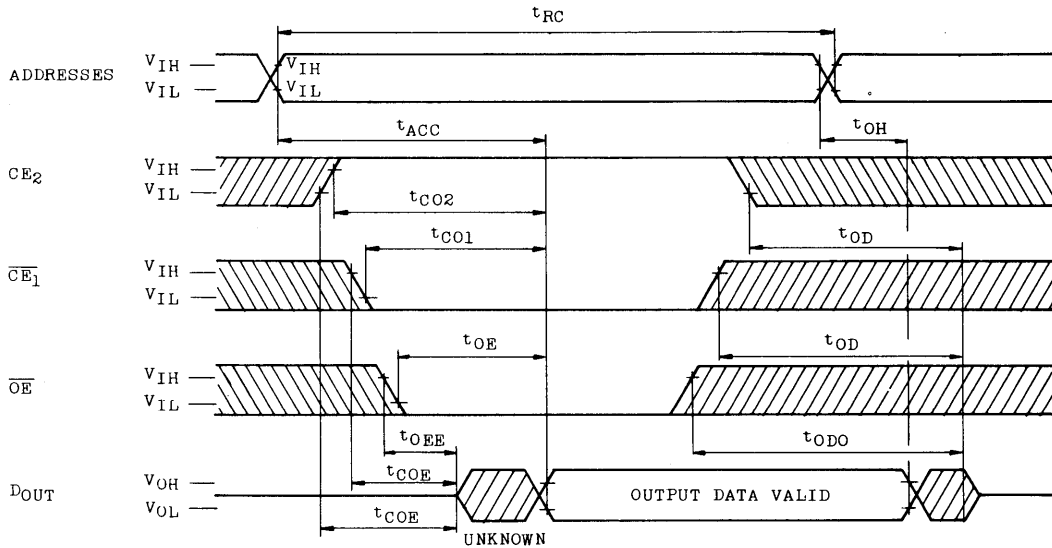 tRC
ADDRESSES
VIH
VIL
VIH
VIL
tACC
tOH
CE2
VIH
VIL
tCO2
tCO1
tOD
CE1
VIH
VIL
tOE
tOD
OE
VIH
VIL
tOEE
tODO
tCOE
DOUT
VOH
VOL
OUTPUT DATA VALID
tCOE
UNKNOWN